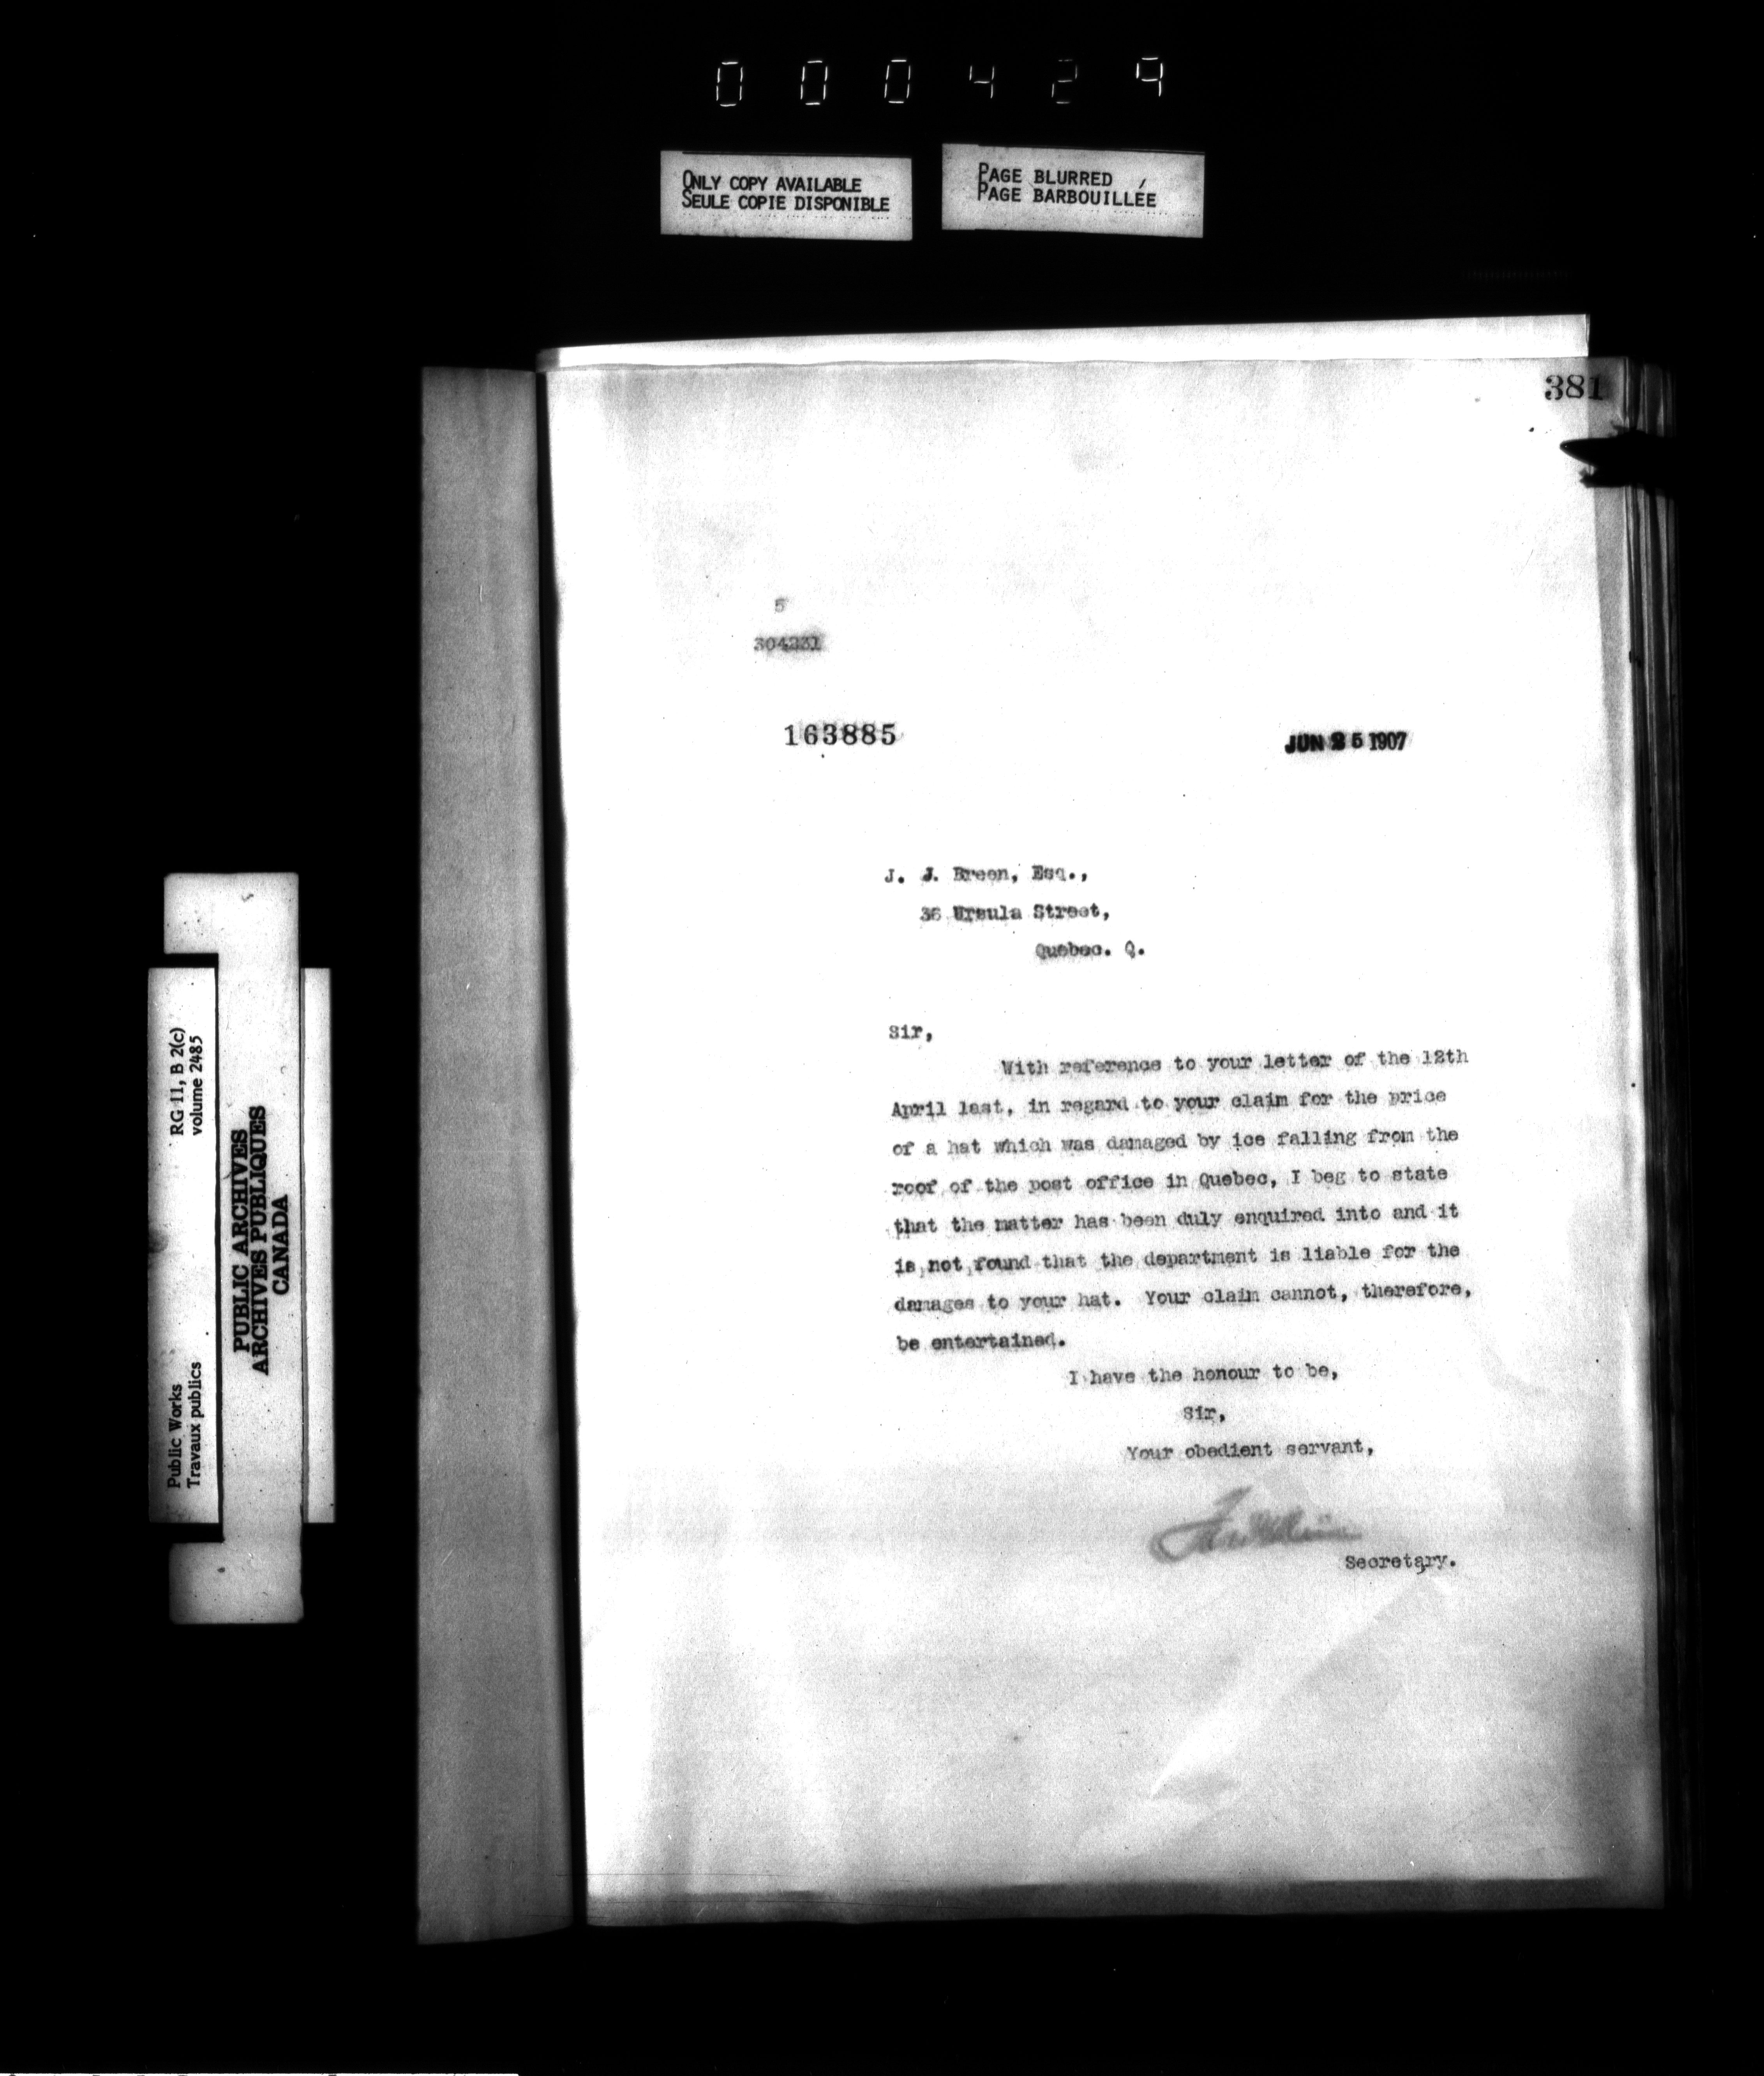 000429
ONLY COPY AVAILABLE
SEULE COPIE DISPONIBLE
PAGE BLURRED
PAGE BARBOUILLÉE
381
5
304231
163885
JUN 25 1907
J. J. Breen, Esq.,
36 Ursula Street,
Quebec. Q.
Sir,
With reference to your letter of the 12th
April last, in regard to your claim for the price
of a hat which was damaged by ice falling from the
roof of the post office in Quebec, I beg to state
that the matter has been duly enquired into and it
is not found that the department is liable for the
damages to your hat. Your claim cannot, therefore,
be entertained.
I have the honour to be,
Sir,
Your obedient servant,
Secretary.
RG 11, B 2(c)
volume 2485
Public Works
Travaux publics
PUBLIC ARCHIVES
ARCHIVES PUBLIQUES
CANADA